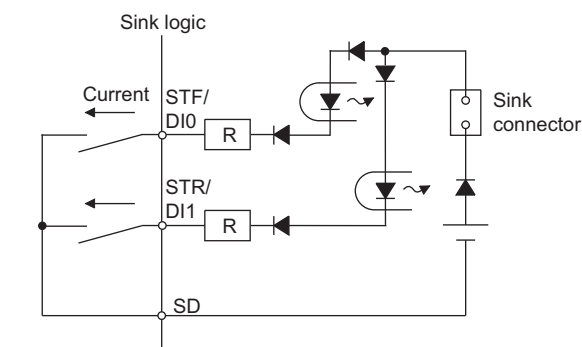 Sink logic
Current
STF/
DI0
R
Sink
connector
STR/
DI1
R
SD